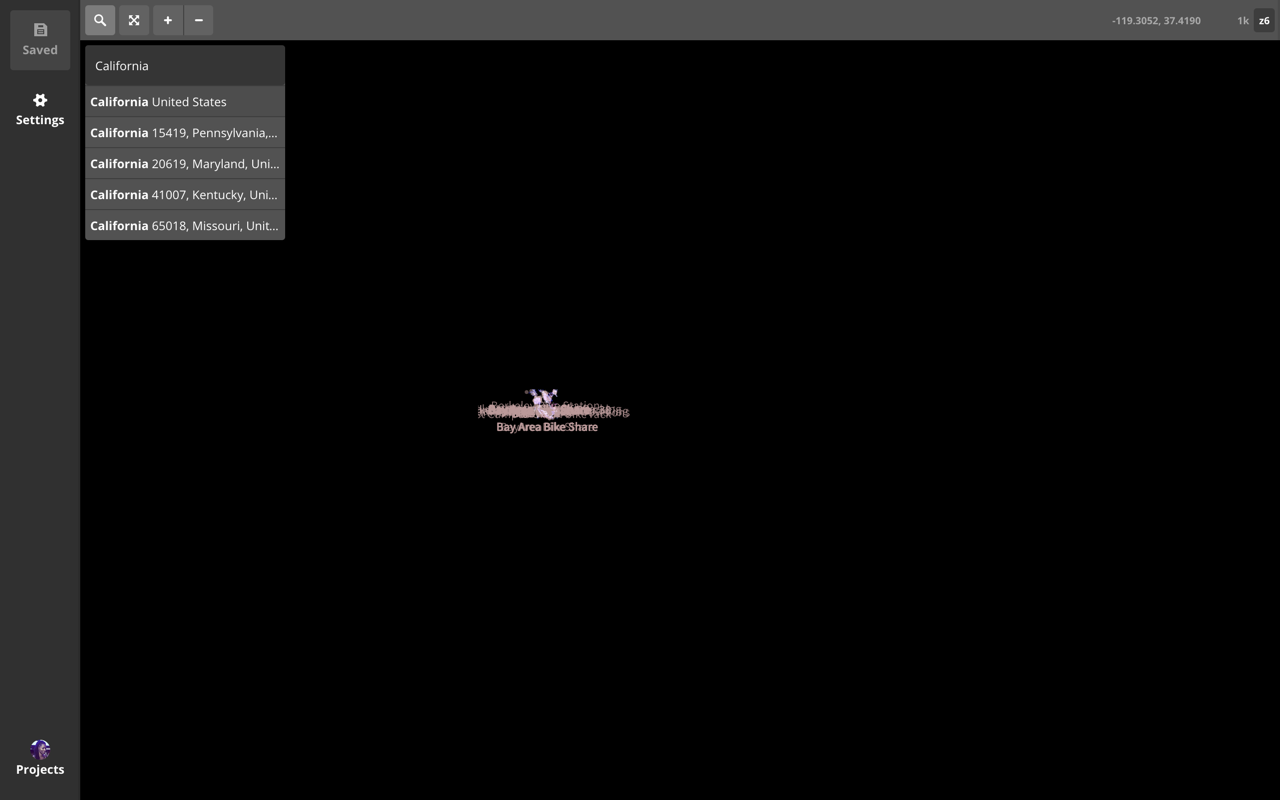 Saved
Settings
Projects
-119.3052, 37.4190
1k z6
California
California United States
California 15419, Pennsylvania,...
California 20619, Maryland, Uni...
California 41007, Kentucky, Uni...
California 65018, Missouri, Unit...
Bay Area Bike Share